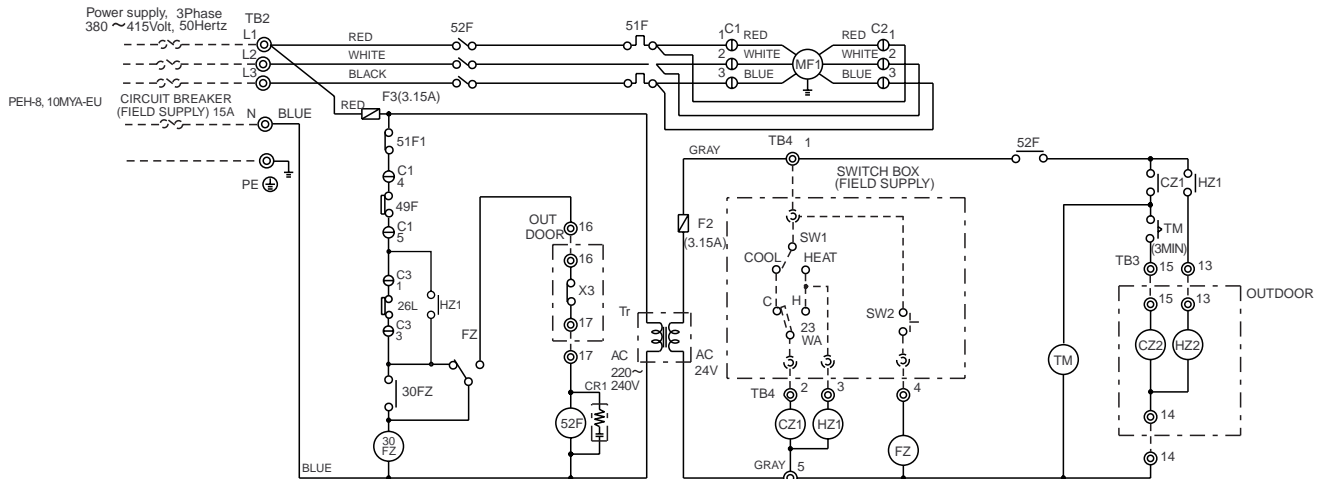 Power supply, 3Phase
380～415Volt, 50Hertz
TB2
L1
RED
52F
51F
C1
1
RED
RED
C2
1
L2
WHITE
2
WHITE
MF1
WHITE
2
L3
BLACK
3
BLUE
BLUE
3
PEH-8, 10MYA-EU
CIRCUIT BREAKER
(FIELD SUPPLY) 15A
N
BLUE
RED
F3(3.15A)
PE
51F1
C1
4
49F
C1
5
C3
1
26L
C3
3
HZ1
FZ
30FZ
30
FZ
BLUE
OUT
DOOR
16
16
X3
17
17
CR1
52F
Tr
AC
220～
240V
AC
24V
GRAY
F2
(3.15A)
TB4
1
SWITCH BOX
(FIELD SUPPLY)
SW1
COOL
HEAT
C
H
23
WA
SW2
TB4
2
3
4
CZ1
HZ1
FZ
GRAY
5
52F
CZ1
HZ1
TM
(3MIN)
TB3
15
13
OUTDOOR
15
13
TM
CZ2
HZ2
14
14